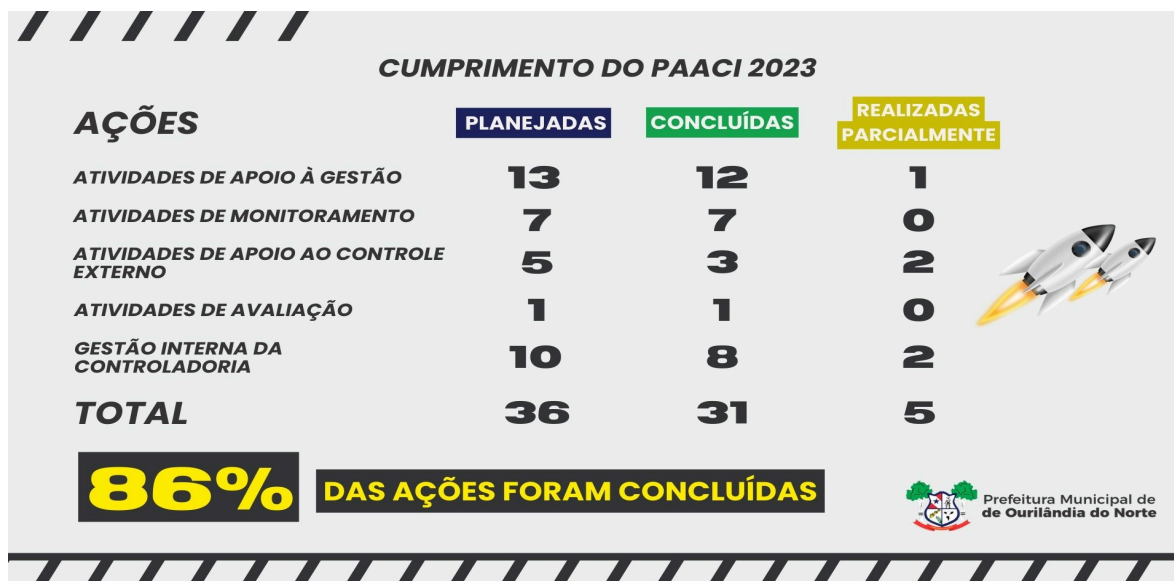 CUMPRIMENTO DO PAACI 2023
AÇÕES PLANEJADAS CONCLUÍDAS REALIZADAS PARCIALMENTE
ATIVIDADES DE APOIO À GESTÃO 13 12 1
ATIVIDADES DE MONITORAMENTO 7 7 0
ATIVIDADES DE APOIO AO CONTROLE EXTERNO 5 3 2
ATIVIDADES DE AVALIAÇÃO 1 1 0
GESTÃO INTERNA DA CONTROLADORIA 10 8 2
TOTAL 36 31 5
86% DAS AÇÕES FORAM CONCLUÍDAS
Prefeitura Municipal de
de Ourilândia do Norte